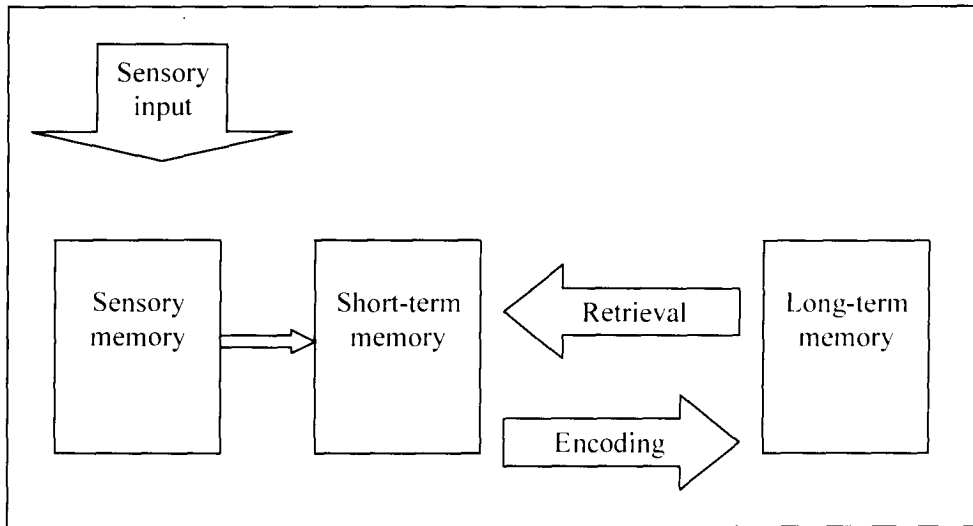 Sensory
input
Sensory
memory
Short-term
memory
Retrieval
Long-term
memory
Encoding